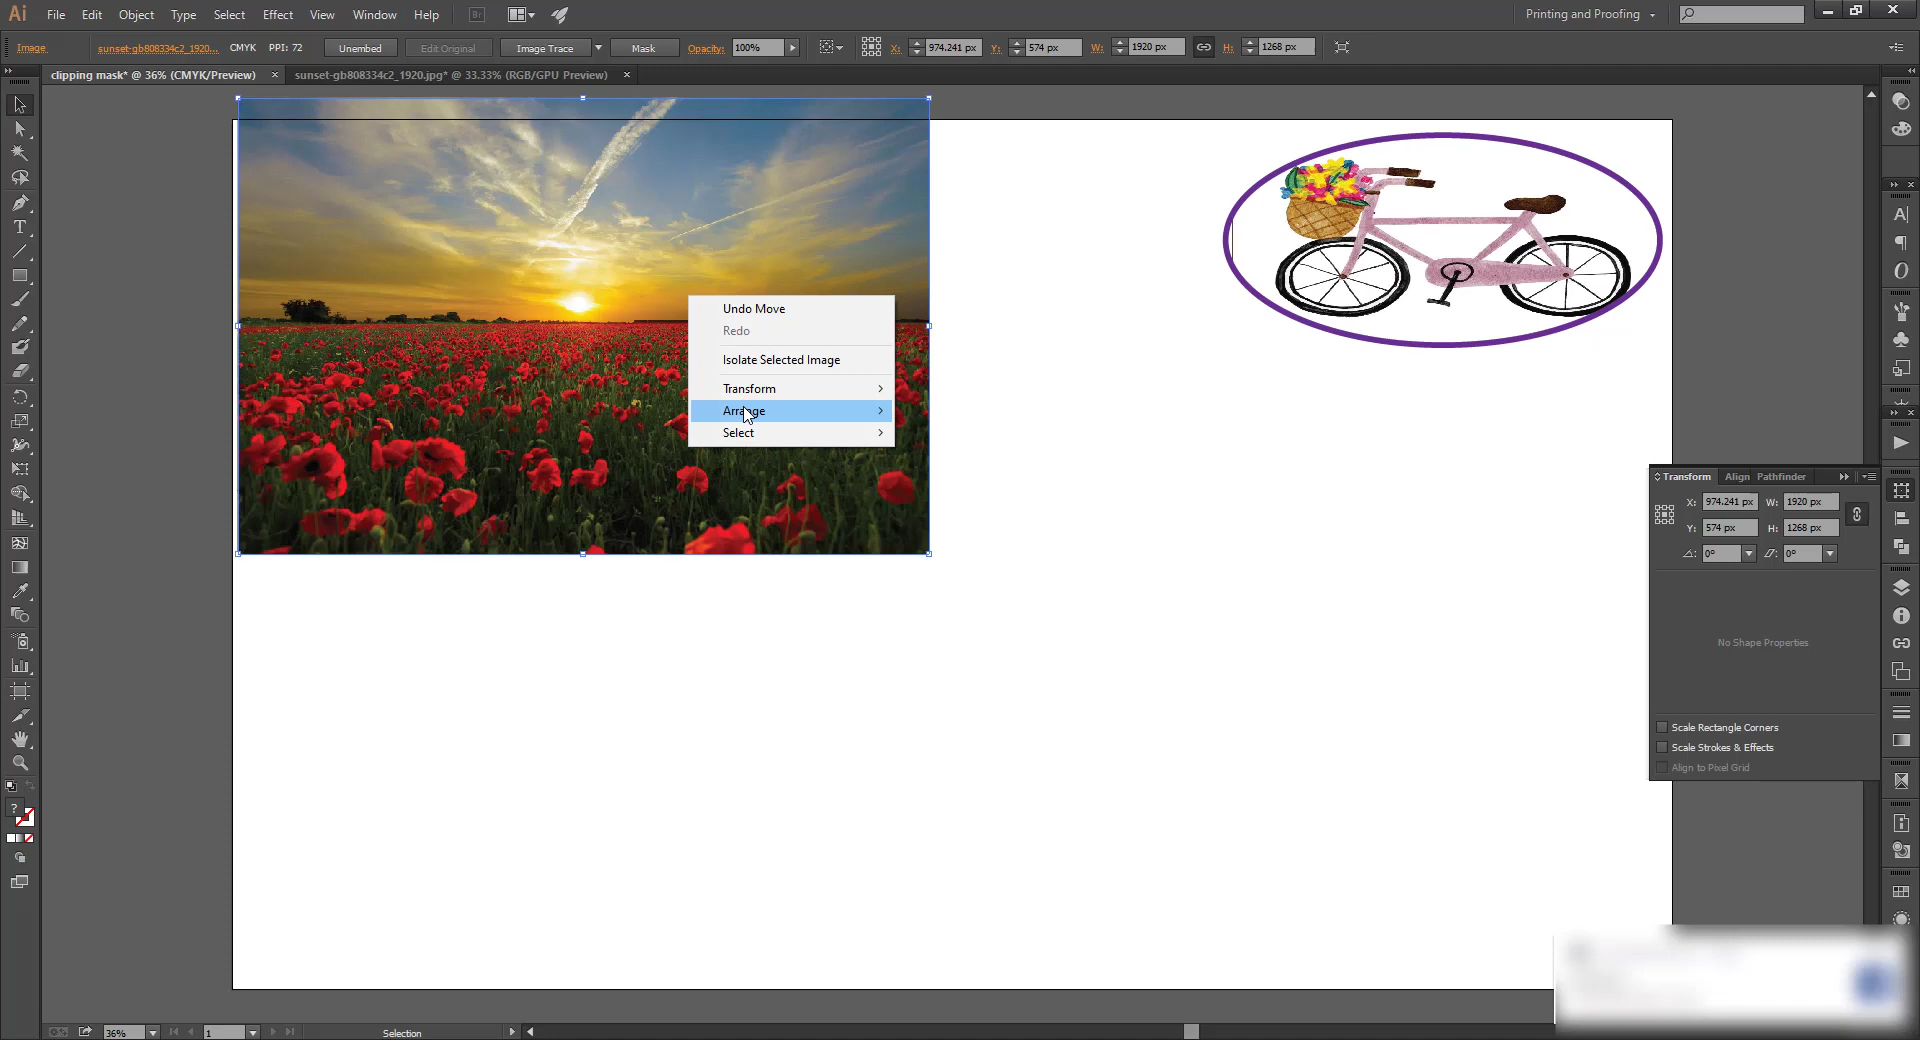 Ai File Edit Object Type Select Effect View Window Help Br Printing and Proofing
Image sunset-gb808334c2_1920... CMYK PPI: 72 Unembed Edit Original Image Trace Mask Opacity: 100% X: 974.241 px Y: 574 px W: 1920 px H: 1268 px
clipping mask* @ 36% (CMYK/Preview) × sunset-gb808334c2_1920.jpg* @ 33.33% (RGB/GPU Preview) ×
Undo Move
Redo
Isolate Selected Image
Transform
Arrange
Select
Transform Align Pathfinder
X: 974.241 px W: 1920 px
Y: 574 px H: 1268 px
0° 0°
No Shape Properties
Scale Rectangle Corners
Scale Strokes & Effects
Align to Pixel Grid
36% 1 Selection